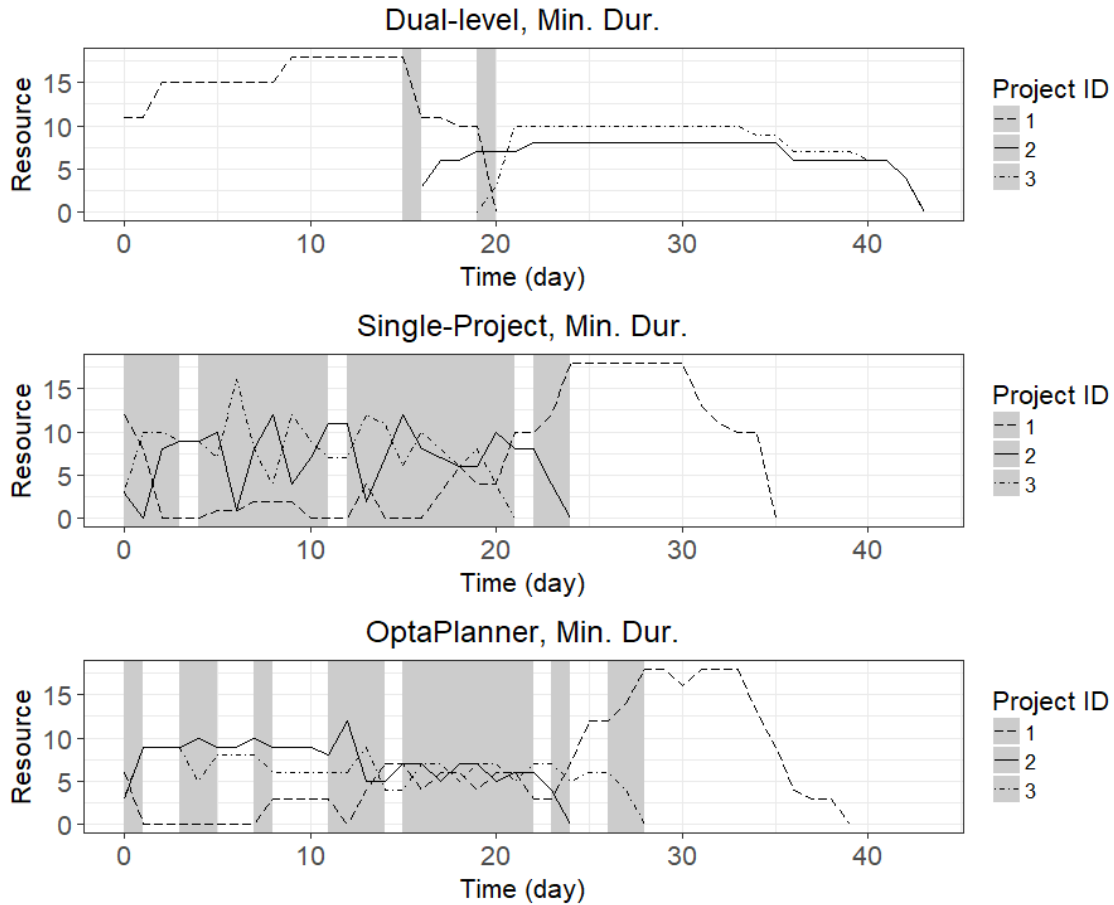 Dual-level, Min. Dur.
Resource
15
10
5
0
0 10 20 30 40
Time (day)
Project ID
1
2
3
Single-Project, Min. Dur.
Resource
15
10
5
0
0 10 20 30 40
Time (day)
Project ID
1
2
3
OptaPlanner, Min. Dur.
Resource
15
10
5
0
0 10 20 30 40
Time (day)
Project ID
1
2
3